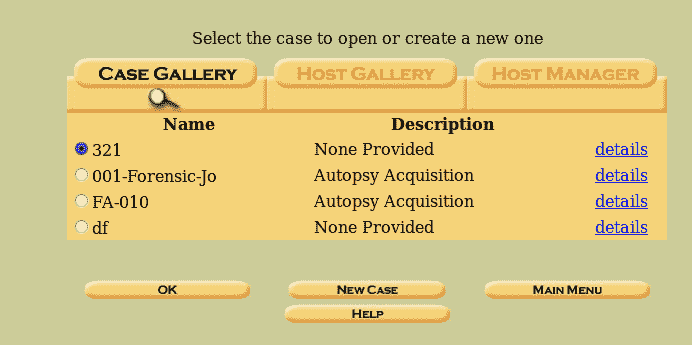 Select the case to open or create a new one
CASE GALLERY HOST GALLERY HOST MANAGER
Name Description
321 None Provided details
001-Forensic-Jo Autopsy Acquisition details
FA-010 Autopsy Acquisition details
df None Provided details
OK NEW CASE MAIN MENU
HELP